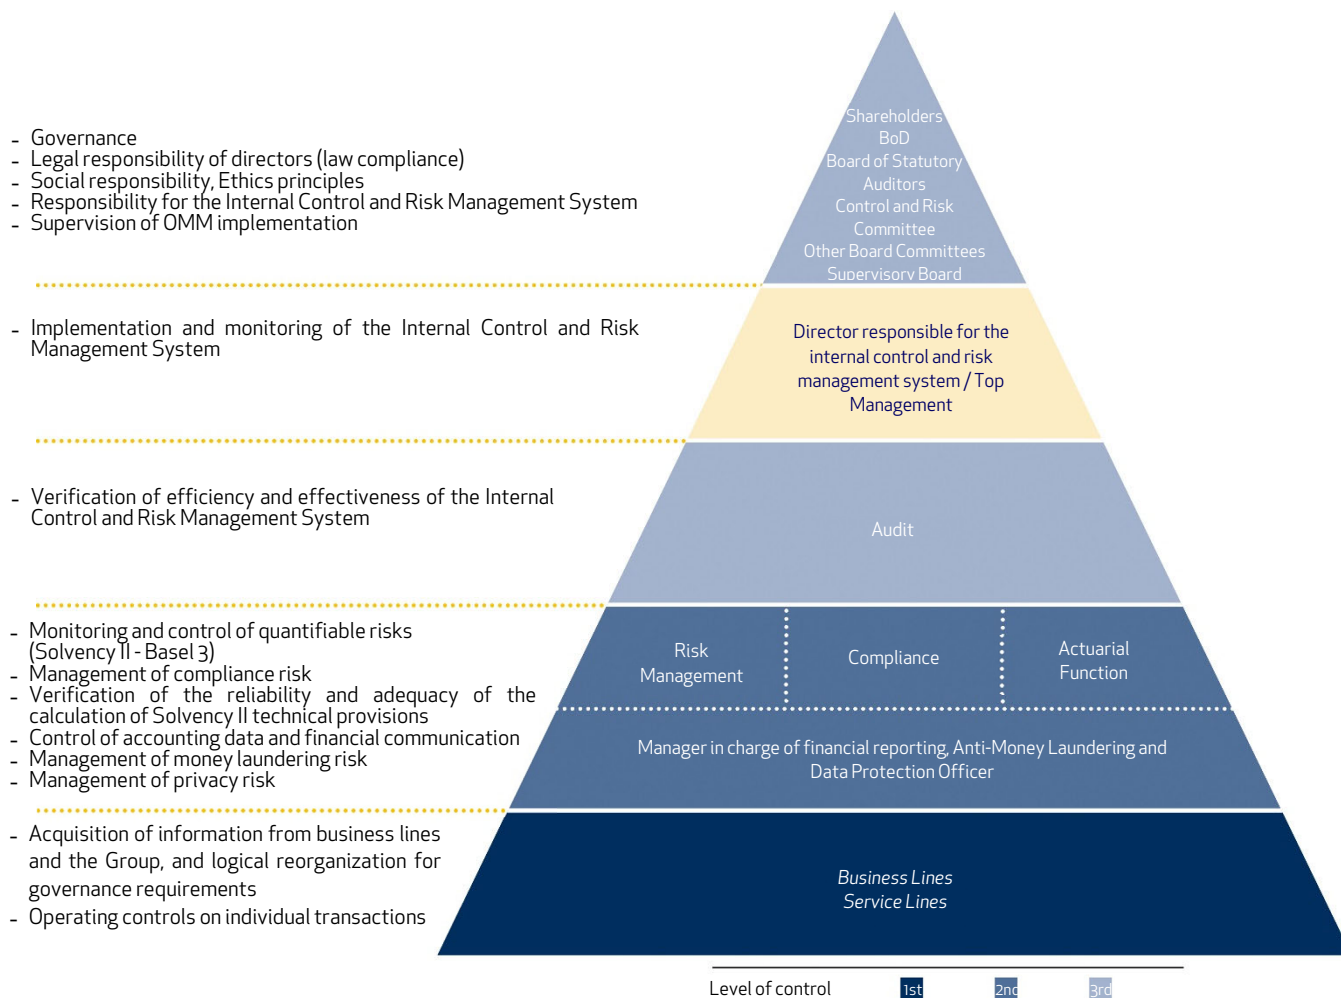 - Governance
- Legal responsibility of directors (law compliance)
- Social responsibility, Ethics principles
- Responsibility for the Internal Control and Risk Management System
- Supervision of OMM implementation
Shareholders
BoD
Board of Statutory
Auditors
Control and Risk
Committee
Other Board Committees
Supervisory Board
- Implementation and monitoring of the Internal Control and Risk
Management System
Director responsible for the
internal control and risk
management system / Top
Management
- Verification of efficiency and effectiveness of the Internal
Control and Risk Management System
Audit
- Monitoring and control of quantifiable risks
(Solvency II - Basel 3)
- Management of compliance risk
- Verification of the reliability and adequacy of the
calculation of Solvency II technical provisions
- Control of accounting data and financial communication
- Management of money laundering risk
- Management of privacy risk
Risk
Management
Compliance
Actuarial
Function
Manager in charge of financial reporting, Anti-Money Laundering and
Data Protection Officer
- Acquisition of information from business lines
and the Group, and logical reorganization for
governance requirements
- Operating controls on individual transactions
Business Lines
Service Lines
Level of control 1st 2nd 3rd